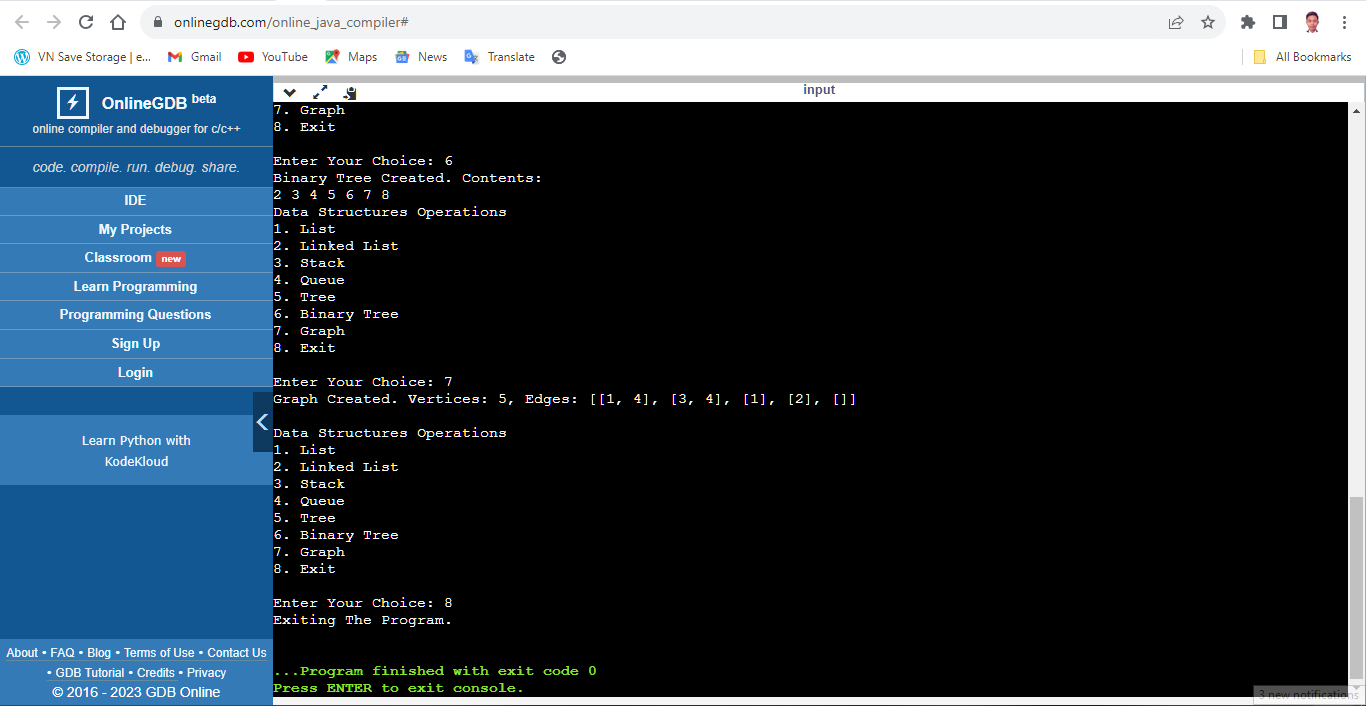 onlinegdb.com/online_java_compiler#
VN Save Storage | e...
Gmail
YouTube
Maps
News
Translate
All Bookmarks
OnlineGDB beta
online compiler and debugger for c/c++
code. compile. run. debug. share.
IDE
My Projects
Classroom new
Learn Programming
Programming Questions
Sign Up
Login
Learn Python with
KodeKloud
About • FAQ • Blog • Terms of Use • Contact Us
• GDB Tutorial • Credits • Privacy
© 2016 - 2023 GDB Online
input
7. Graph
8. Exit
Enter Your Choice: 6
Binary Tree Created. Contents:
2 3 4 5 6 7 8
Data Structures Operations
1. List
2. Linked List
3. Stack
4. Queue
5. Tree
6. Binary Tree
7. Graph
8. Exit
Enter Your Choice: 7
Graph Created. Vertices: 5, Edges: [[1, 4], [3, 4], [1], [2], []]
Data Structures Operations
1. List
2. Linked List
3. Stack
4. Queue
5. Tree
6. Binary Tree
7. Graph
8. Exit
Enter Your Choice: 8
Exiting The Program.
...Program finished with exit code 0
Press ENTER to exit console.
3 new notifications